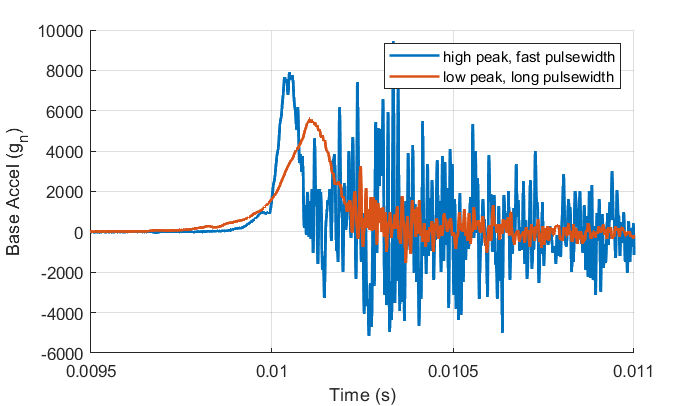 10000
8000
6000
4000
2000
0
-2000
-4000
-6000
Base Accel (gn)
high peak, fast pulsewidth
low peak, long pulsewidth
0.0095 0.01 0.0105 0.011
Time (s)